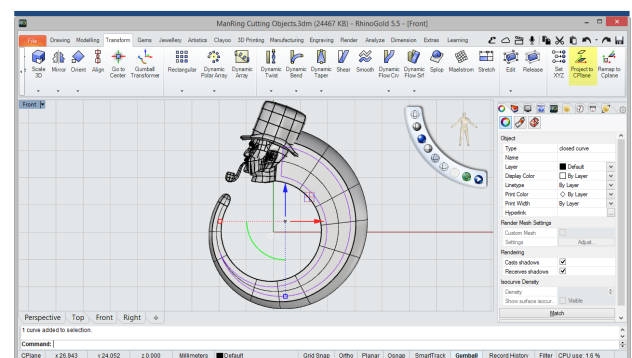 ManRing Cutting Objects.3dm (24467 KB) - RhinoGold 5.5 - [Front]
File Drawing Modelling Transform Gems Jewellery Artistics Clayoo 3D Printing Manufacturing Engraving Render Analyze Dimension Extras Learning
Scale 3D Mirror Orient Align Go to Center Gumball Transformer Rectangular Dynamic Polar Array Dynamic Array Dynamic Twist Dynamic Bend Dynamic Taper Shear Smooth Dynamic Flow Crv Dynamic Flow Srf Splop Maelstrom Stretch Edit Release Set XYZ Project to CPlane Remap to Cplane
Front
Object
Type closed curve
Name
Layer Default
Display Color By Layer
Linetype By Layer
Print Color By Layer
Print Width By Layer
Hyperlink ...
Render Mesh Settings
Custom Mesh
Settings Adjust...
Rendering
Casts shadows
Receives shadows
Isocurve Density
Density
Show surface isocur... Visible
Match
Perspective Top Front Right
1 curve added to selection.
Command:
CPlane x 26.943 y 24.052 z 0.000 Millimeters Default Grid Snap Ortho Planar Osnap SmartTrack Gumball Record History Filter CPU use: 1.6 %